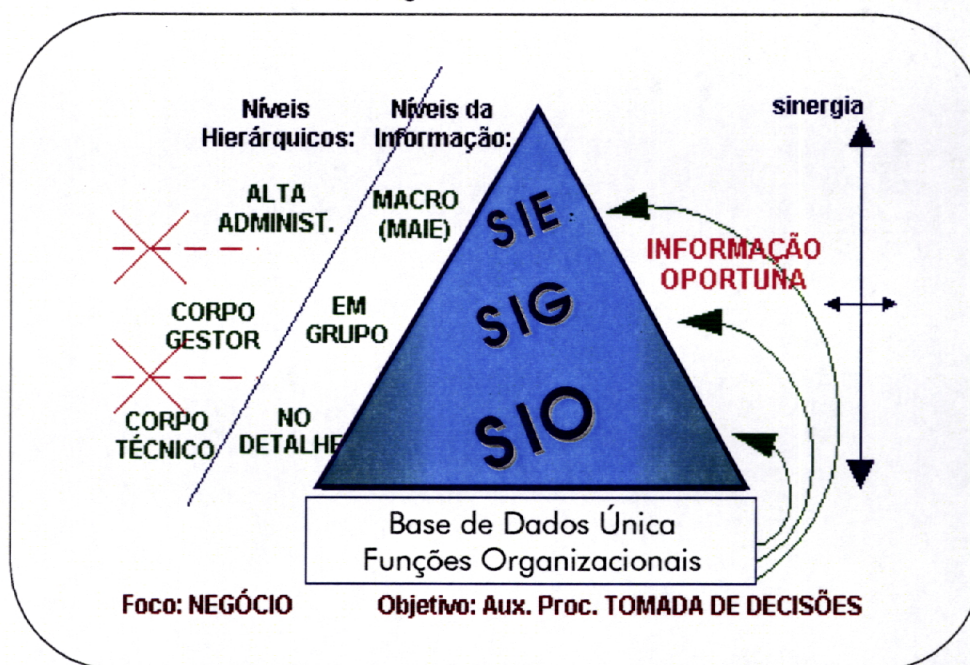 Níveis
Hierárquicos:
Níveis da
Informação:
sinergia
ALTA
ADMINIST.
MACRO
(MAIE)
SIE
INFORMAÇÃO
OPORTUNA
CORPO
GESTOR
EM
GRUPO
SIG
CORPO
TÉCNICO
NO
DETALHE
SIO
Base de Dados Única
Funções Organizacionais
Foco: NEGÓCIO
Objetivo: Aux. Proc. TOMADA DE DECISÕES